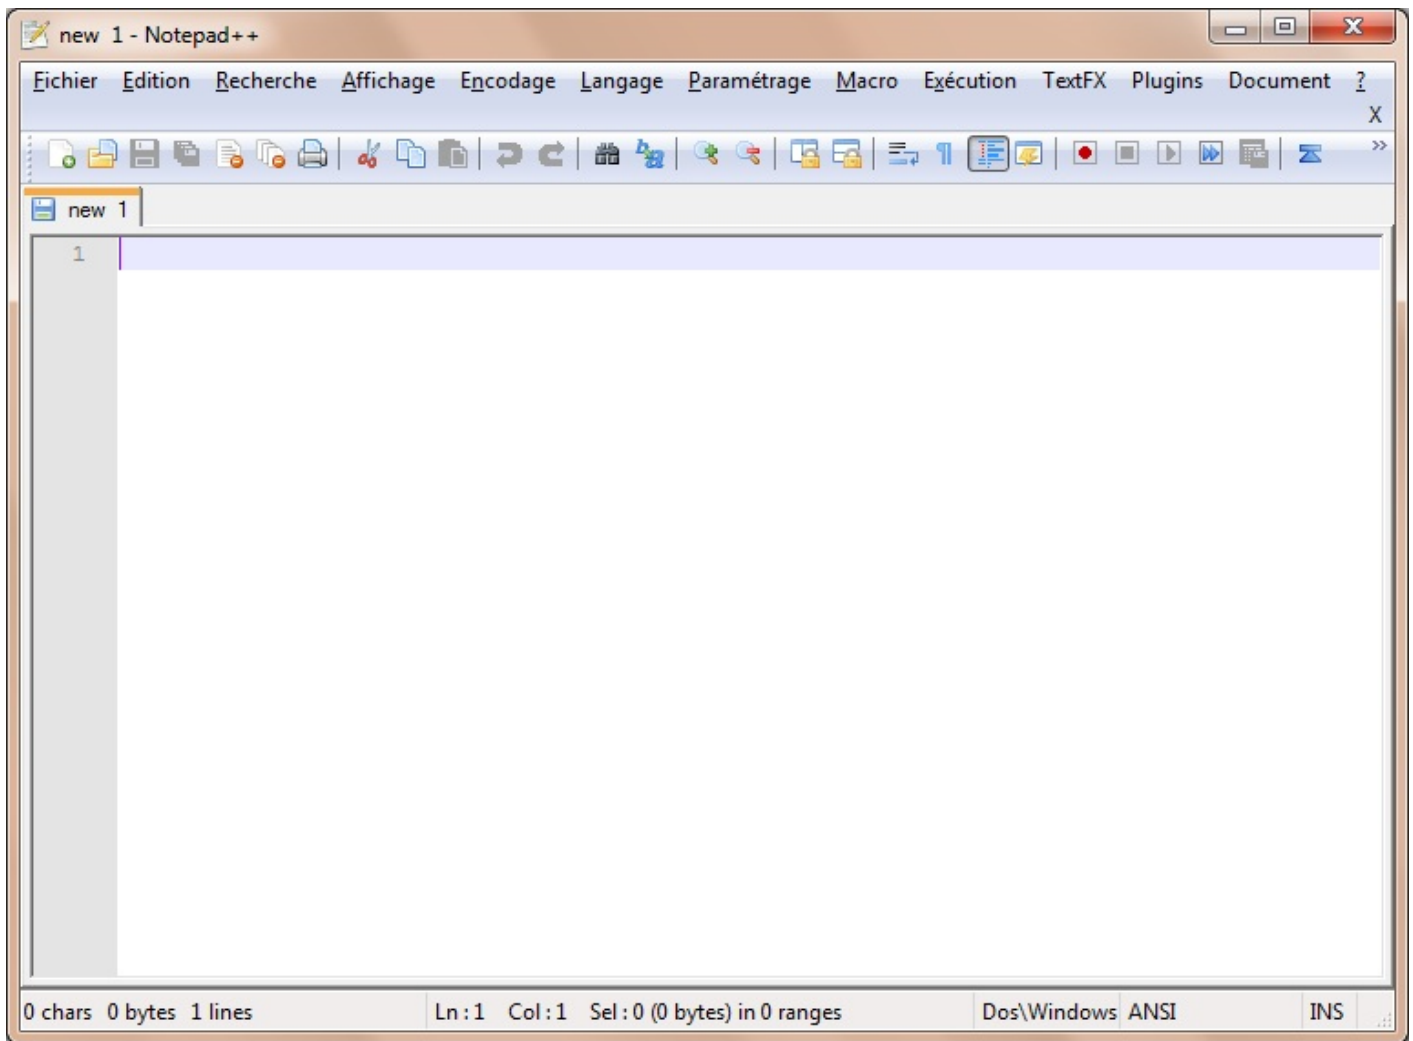 new 1 - Notepad++
Fichier Edition Recherche Affichage Encodage Langage Paramétrage Macro Exécution TextFX Plugins Document ?
X
new 1
1
0 chars 0 bytes 1 lines Ln : 1 Col : 1 Sel : 0 (0 bytes) in 0 ranges Dos\Windows ANSI INS